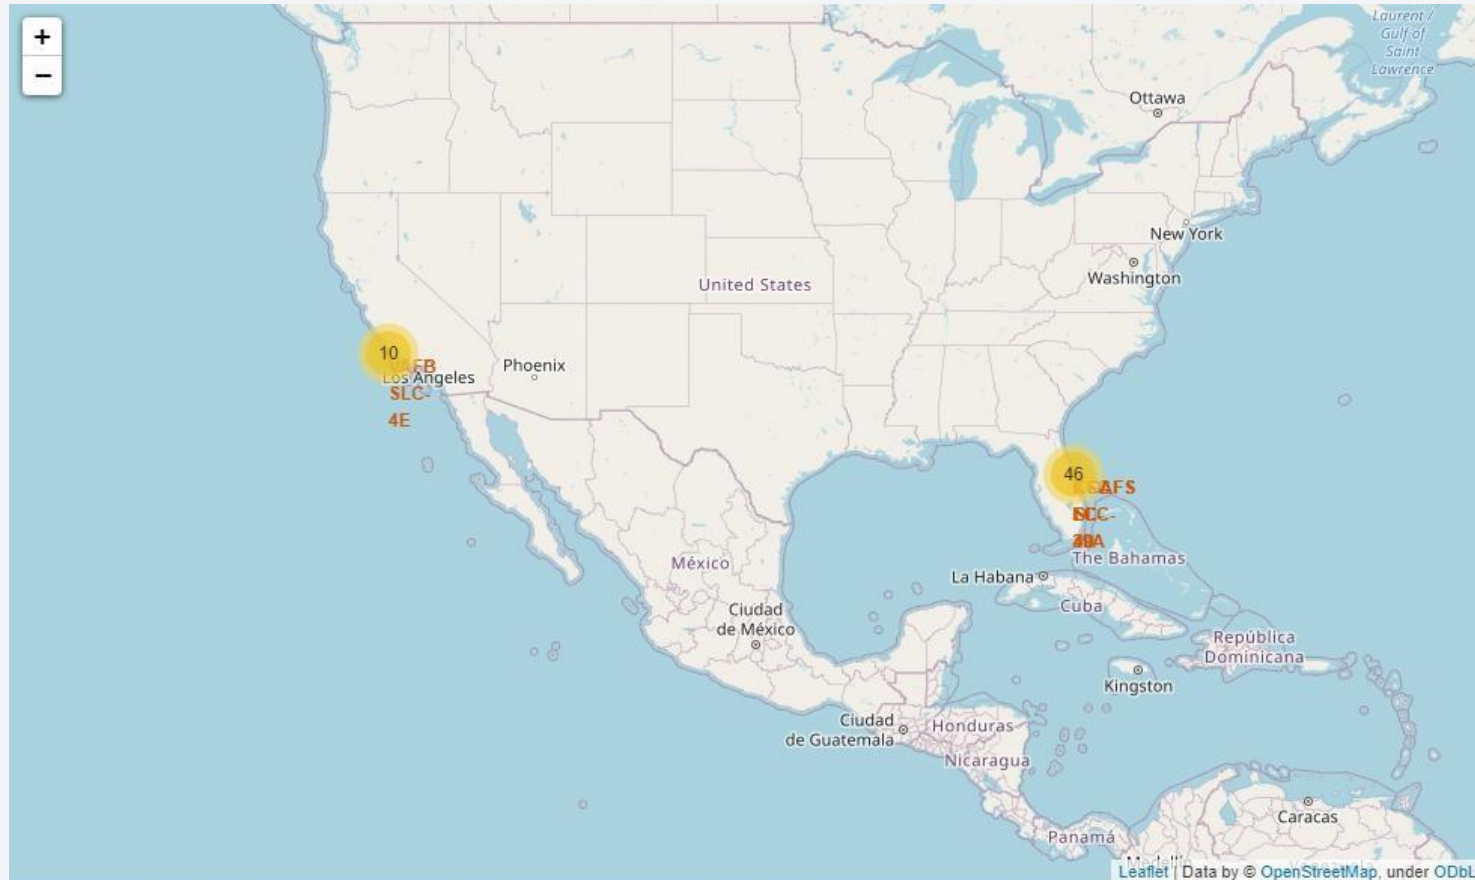 +
−
Laurent /
Gulf of
Saint
Lawrence
Ottawa
New York
Washington
United States
10
VAFB
Los Angeles
SLC-
4E
Phoenix
46
The Bahamas
La Habana
México
Cuba
Ciudad
de México
República
Dominicana
Kingston
Ciudad
de Guatemala
Honduras
Nicaragua
Caracas
Panamá
Medellín
Leaflet | Data by © OpenStreetMap, under ODbL